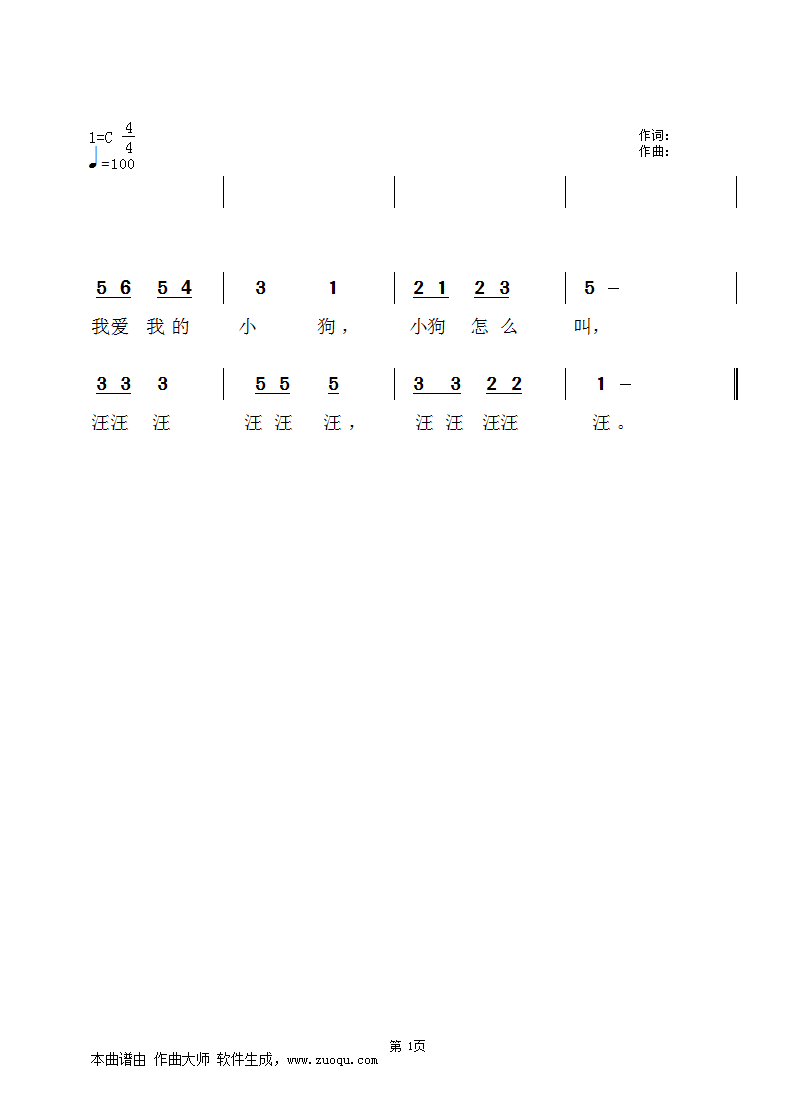 1=C 4/4
作词:
♩=100
作曲:
5 6 5 4 | 3 1 | 2 1 2 3 | 5 – |
我爱 我的 小 狗， 小狗 怎么 叫，
3 3 3 | 5 5 5 | 3 3 2 2 | 1 – ‖
汪汪 汪 汪汪 汪， 汪汪 汪汪 汪。
第 1页
本曲谱由 作曲大师 软件生成，www.zuoqu.com